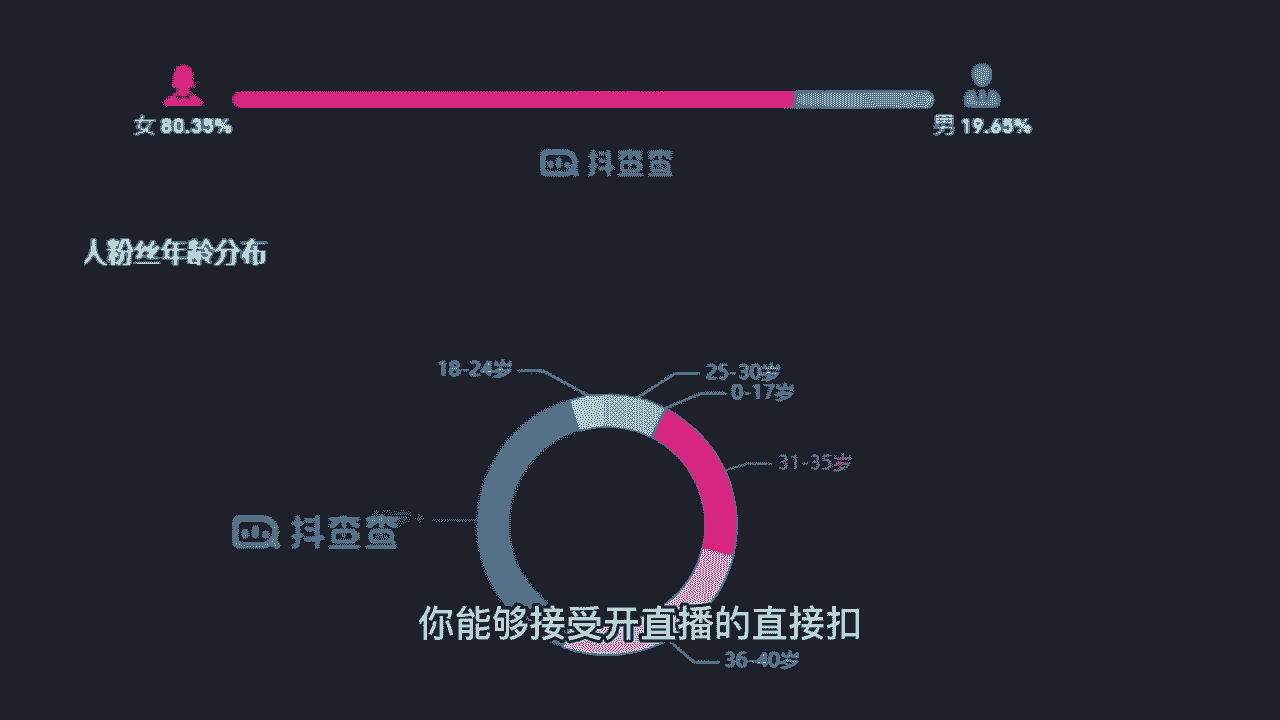 女 80.35%
男 19.65%
抖查查
人粉丝年龄分布
18-24岁
25-30岁
0-17岁
31-35岁
抖查查
你能够接受开直播的直接扣
36-40岁